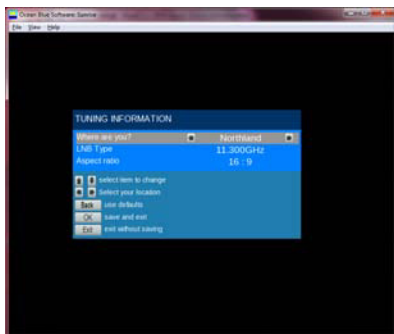 Ocean Blue Software Sunrise
File View Help
TUNING INFORMATION
Where are you? Northland
LNB Type 11.300GHz
Aspect ratio 16 : 9
select item to change
Select your location
Back use defaults
OK save and exit
Exit exit without saving